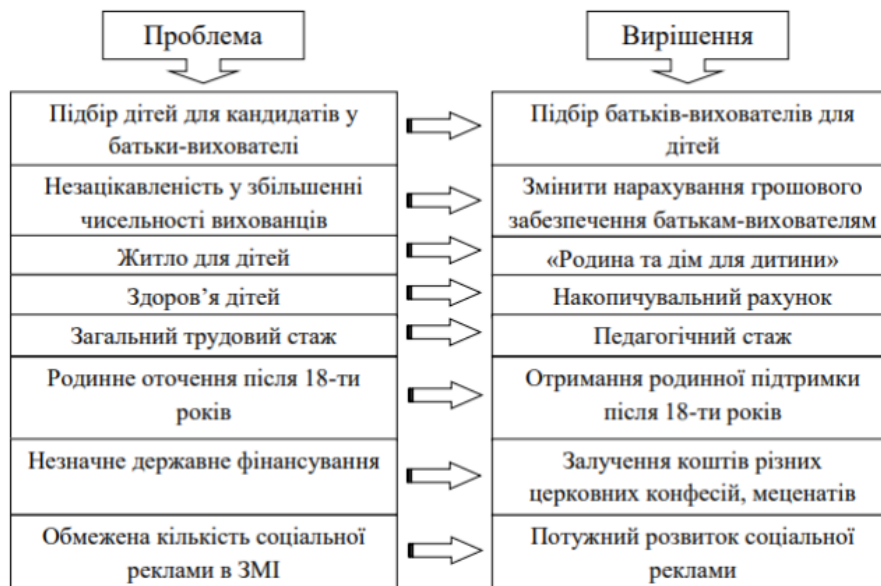 Проблема
Вирішення
Підбір дітей для кандидатів у
батьки-вихователі
Підбір батьків-вихователів для
дітей
Незацікавленість у збільшенні
чисельності вихованців
Змінити нарахування грошового
забезпечення батькам-вихователям
Житло для дітей
«Родина та дім для дитини»
Здоров’я дітей
Накопичувальний рахунок
Загальний трудовий стаж
Педагогічний стаж
Родинне оточення після 18-ти
років
Отримання родинної підтримки
після 18-ти років
Незначне державне фінансування
Залучення коштів різних
церковних конфесій, меценатів
Обмежена кількість соціальної
реклами в ЗМІ
Потужний розвиток соціальної
реклами